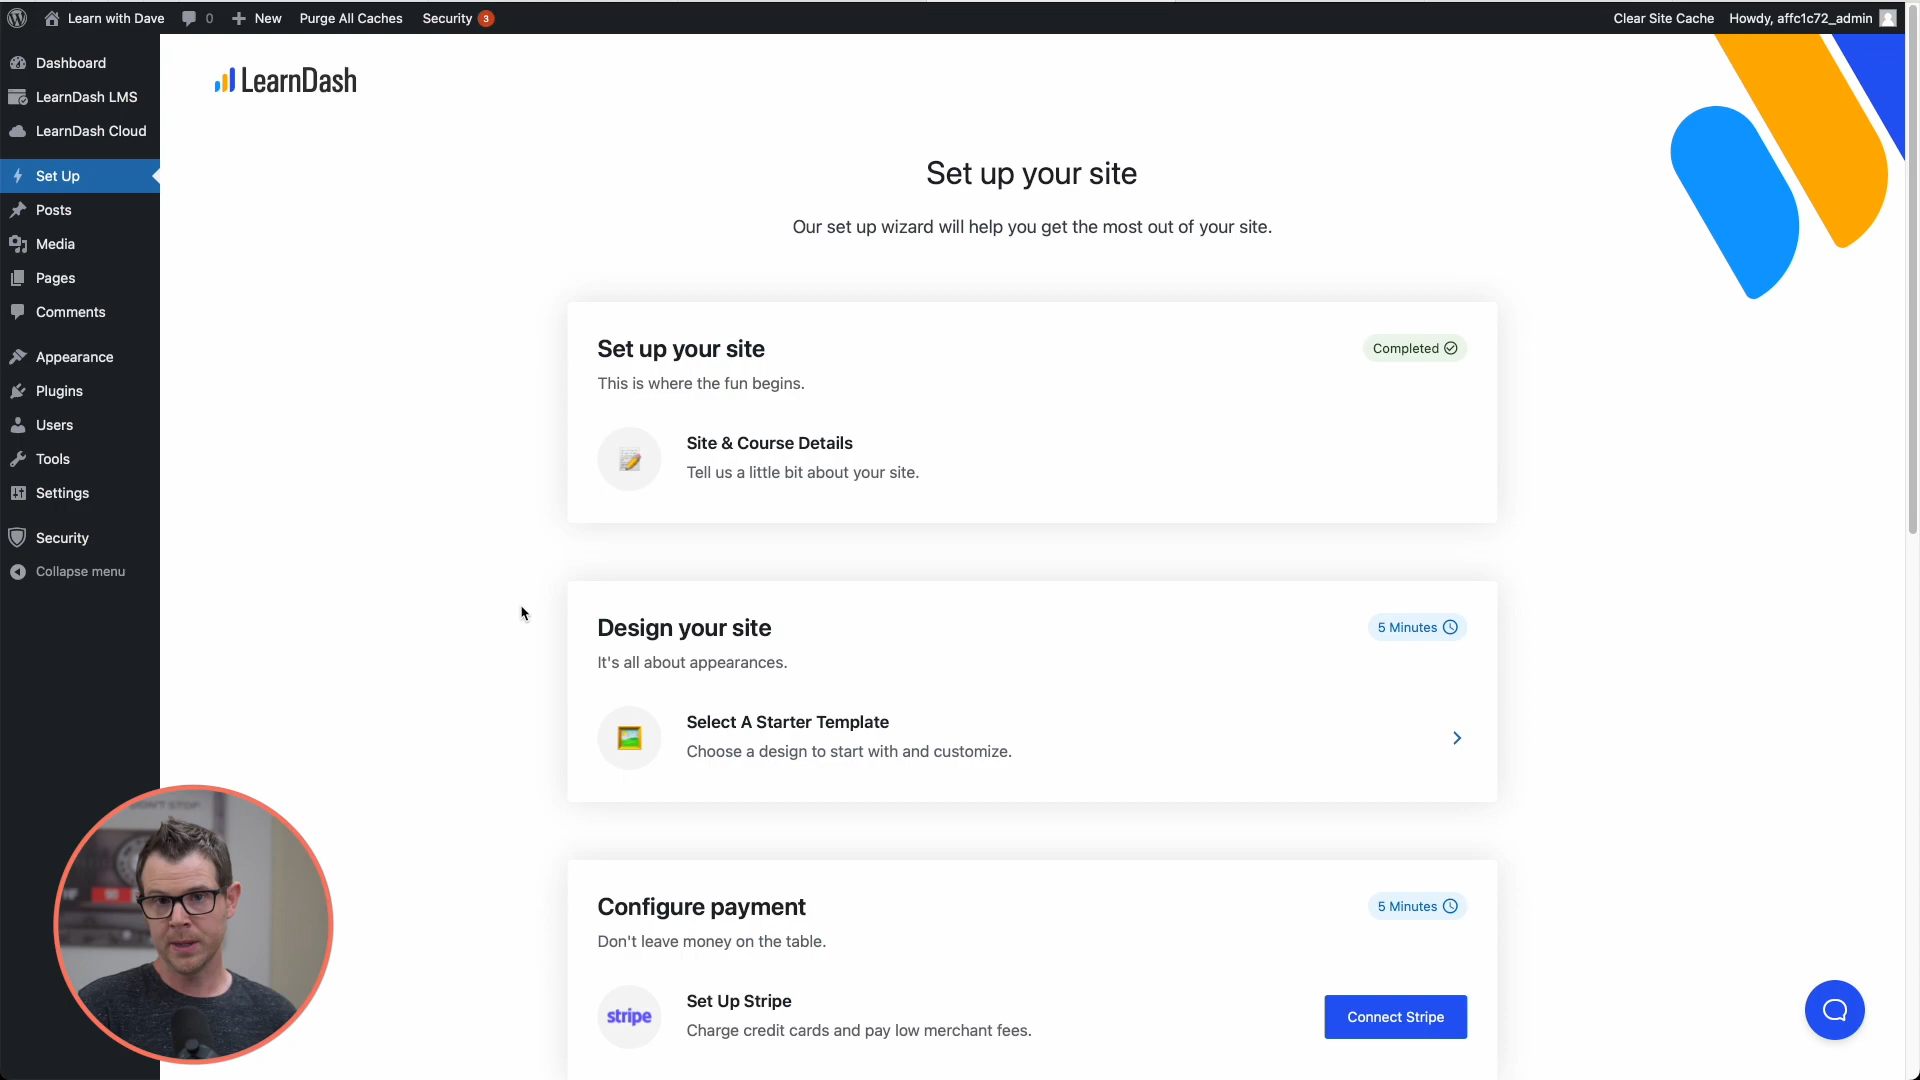 Learn with Dave
0
New
Purge All Caches
Security 3
Clear Site Cache
Howdy, affc1c72_admin
Dashboard
LearnDash LMS
LearnDash Cloud
Set Up
Posts
Media
Pages
Comments
Appearance
Plugins
Users
Tools
Settings
Security
Collapse menu
LearnDash
Set up your site
Our set up wizard will help you get the most out of your site.
Set up your site
Completed
This is where the fun begins.
Site & Course Details
Tell us a little bit about your site.
Design your site
5 Minutes
It's all about appearances.
Select A Starter Template
Choose a design to start with and customize.
Configure payment
5 Minutes
Don't leave money on the table.
stripe
Set Up Stripe
Charge credit cards and pay low merchant fees.
Connect Stripe
DON'T STOP